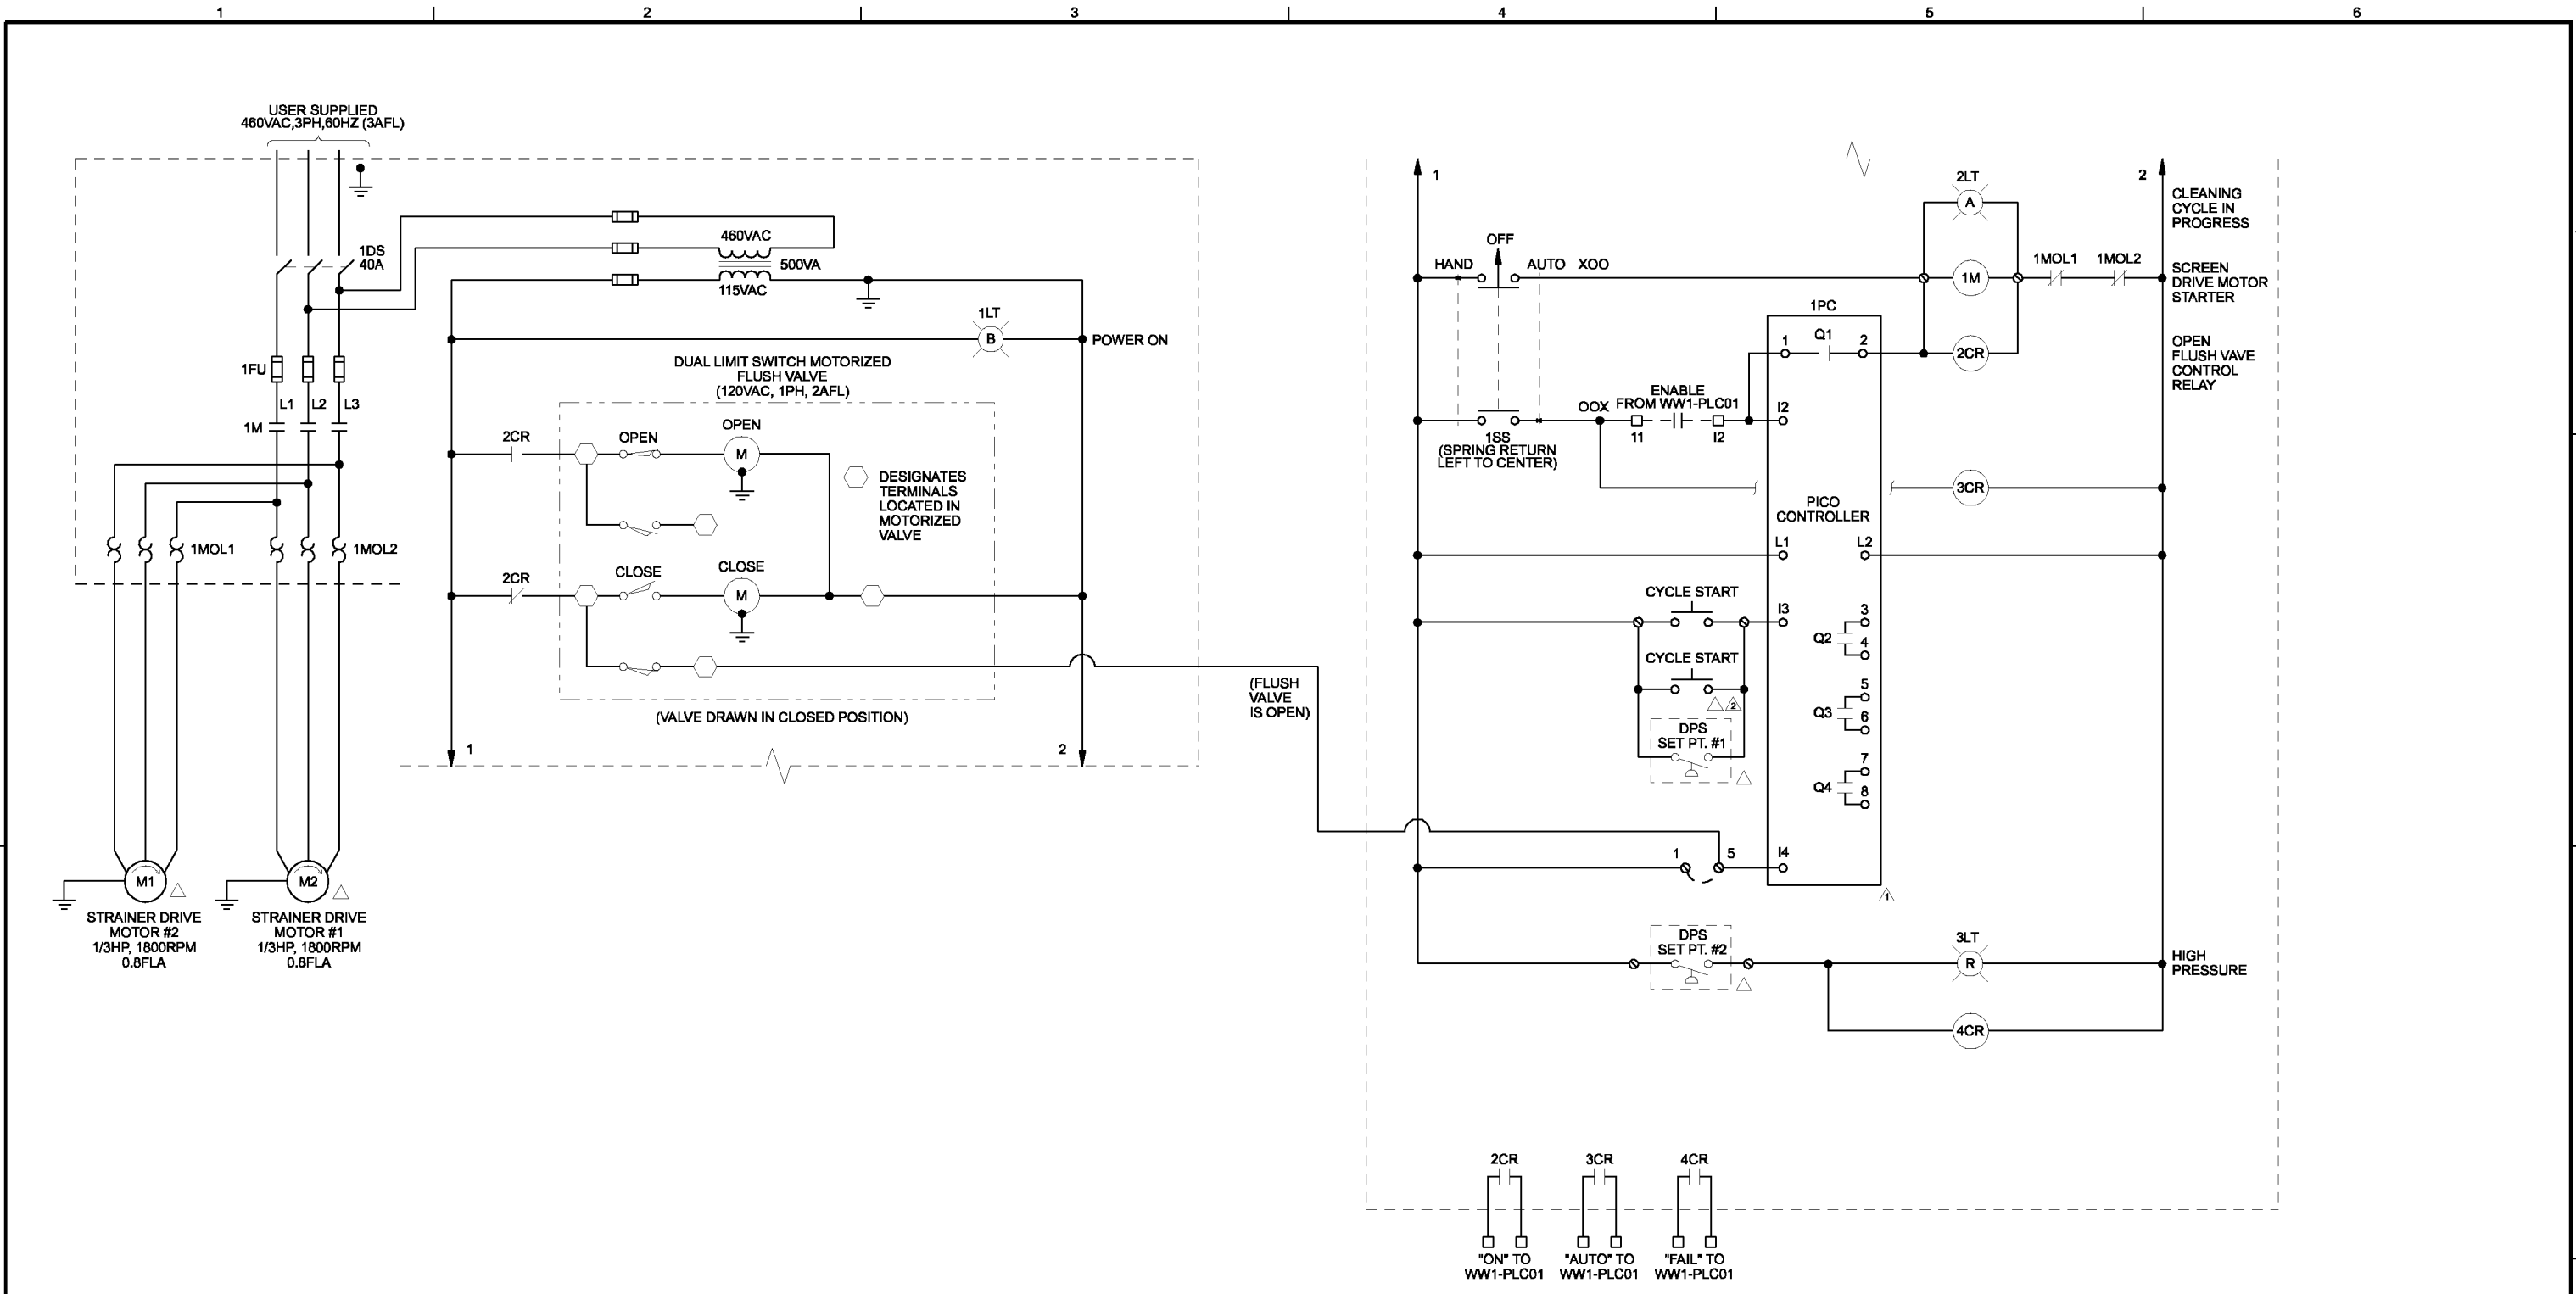 1
2
3
4
5
6
USER SUPPLIED
460VAC,3PH,60HZ (3AFL)
1DS
40A
460VAC
500VA
115VAC
1LT
B
POWER ON
1FU
L1
L2
L3
1M
DUAL LIMIT SWITCH MOTORIZED
FLUSH VALVE
(120VAC, 1PH, 2AFL)
2CR
OPEN
OPEN
M
DESIGNATES
TERMINALS
LOCATED IN
MOTORIZED
VALVE
2CR
CLOSE
CLOSE
M
(VALVE DRAWN IN CLOSED POSITION)
1
2
1MOL1
1MOL2
M1
M2
STRAINER DRIVE
MOTOR #2
1/3HP, 1800RPM
0.8FLA
STRAINER DRIVE
MOTOR #1
1/3HP, 1800RPM
0.8FLA
(FLUSH
VALVE
IS OPEN)
1
2
2LT
A
CLEANING
CYCLE IN
PROGRESS
OFF
HAND
AUTO XOO
1M
1MOL1
1MOL2
SCREEN
DRIVE MOTOR
STARTER
1PC
1
Q1
2
2CR
OPEN
FLUSH VAVE
CONTROL
RELAY
1SS
(SPRING RETURN
LEFT TO CENTER)
OOX
ENABLE
FROM WW1-PLC01
11
I2
I2
3CR
PICO
CONTROLLER
L1
L2
CYCLE START
I3
3
Q2
4
CYCLE START
2
5
Q3
6
DPS
SET PT. #1
7
Q4
8
1
5
I4
1
DPS
SET PT. #2
3LT
R
HIGH
PRESSURE
4CR
2CR
3CR
4CR
"ON" TO
WW1-PLC01
"AUTO" TO
WW1-PLC01
"FAIL" TO
WW1-PLC01